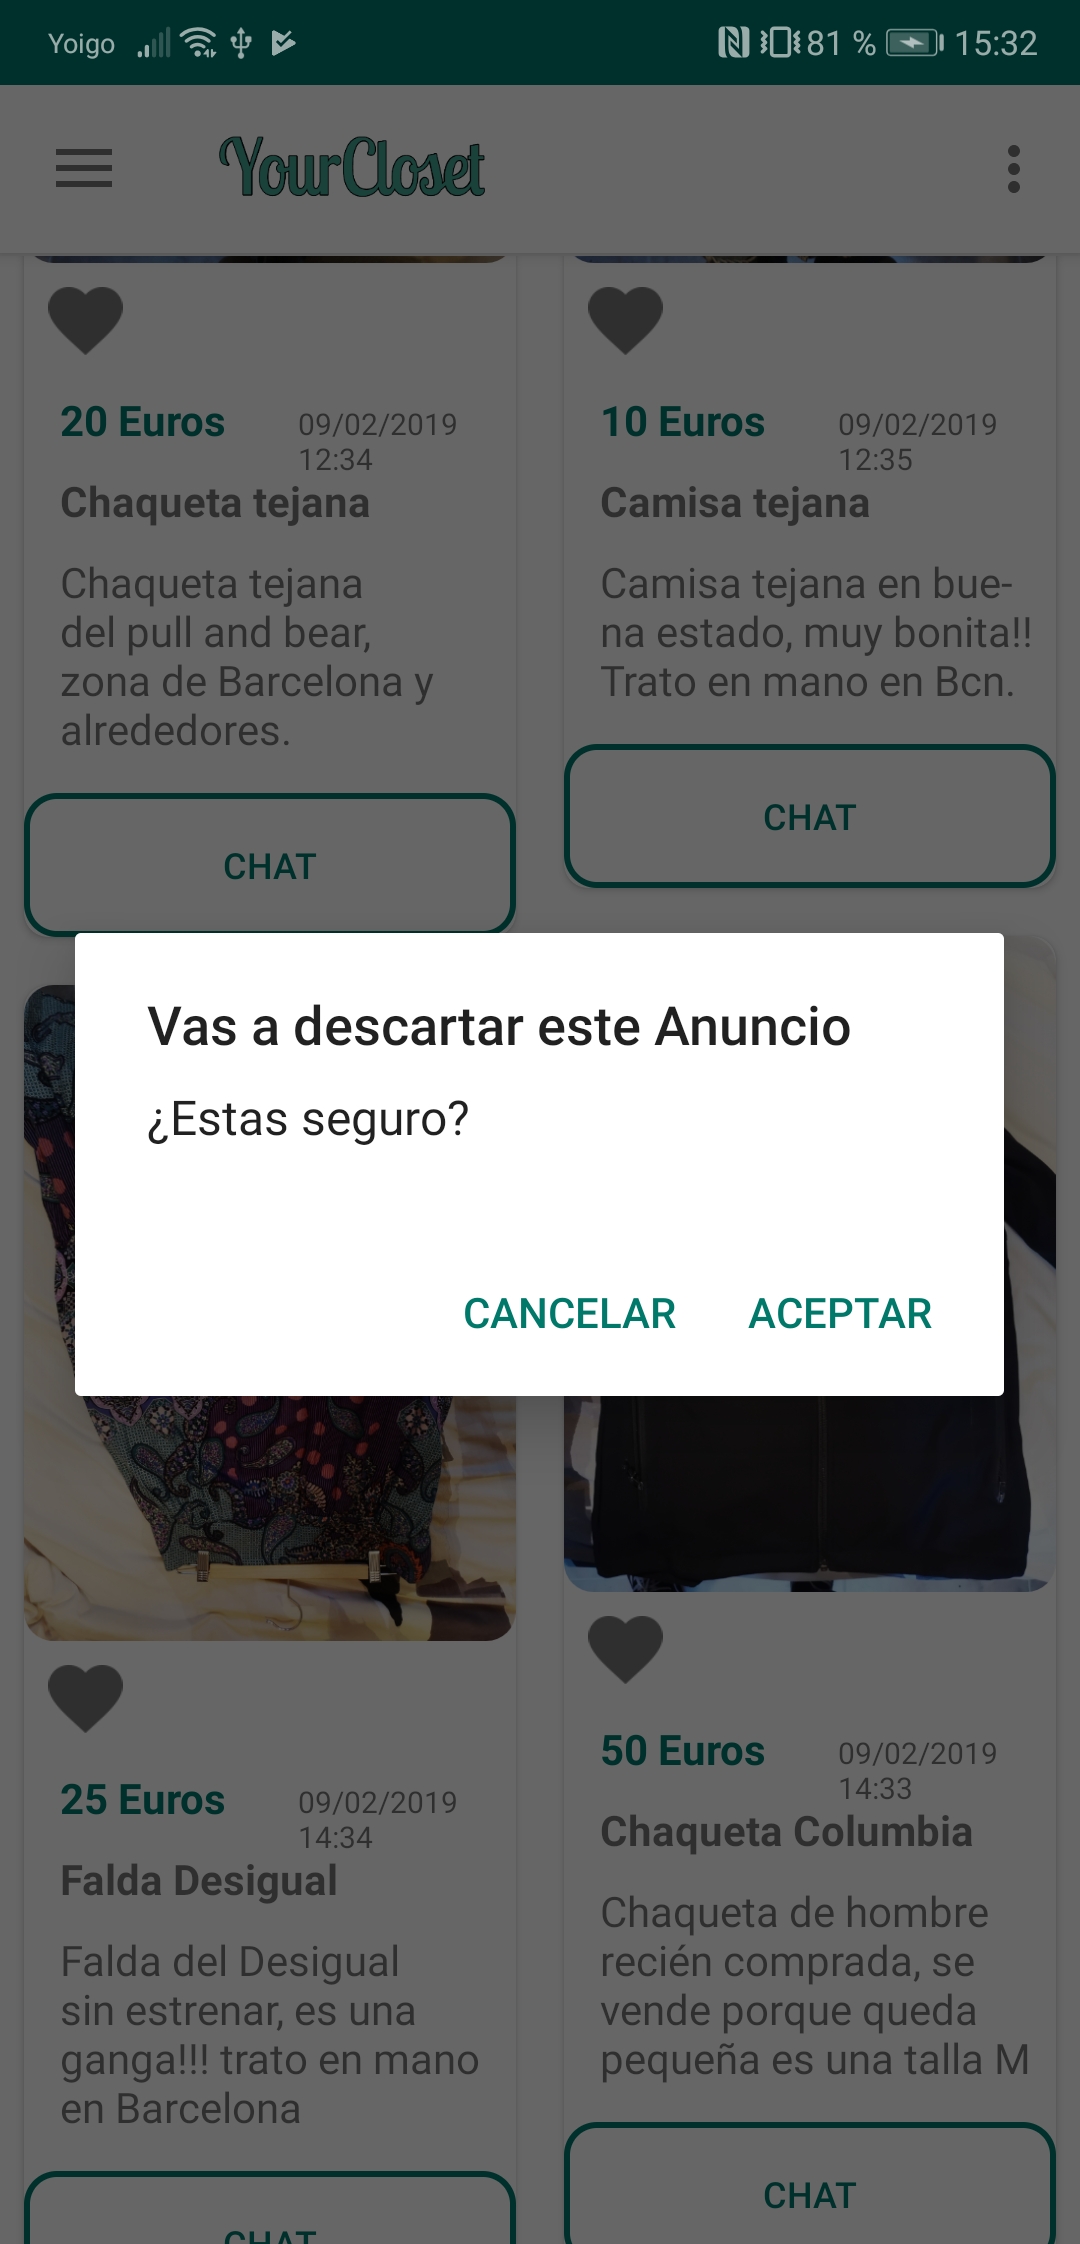 Yoigo 81 % 15:32
YourCloset
20 Euros 09/02/2019
12:34
Chaqueta tejana
Chaqueta tejana
del pull and bear,
zona de Barcelona y
alrededores.
CHAT
10 Euros 09/02/2019
12:35
Camisa tejana
Camisa tejana en bue-
na estado, muy bonita!!
Trato en mano en Bcn.
CHAT
Vas a descartar este Anuncio
¿Estas seguro?
CANCELAR ACEPTAR
25 Euros 09/02/2019
14:34
Falda Desigual
Falda del Desigual
sin estrenar, es una
ganga!!! trato en mano
en Barcelona
CHAT
50 Euros 09/02/2019
14:33
Chaqueta Columbia
Chaqueta de hombre
recién comprada, se
vende porque queda
pequeña es una talla M
CHAT